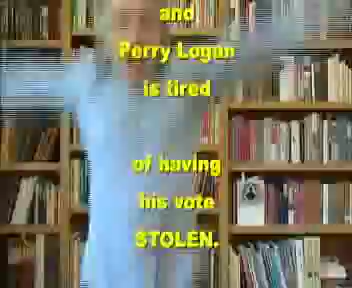 and
Perry Logan
is tired
of having
his vote
STOLEN.